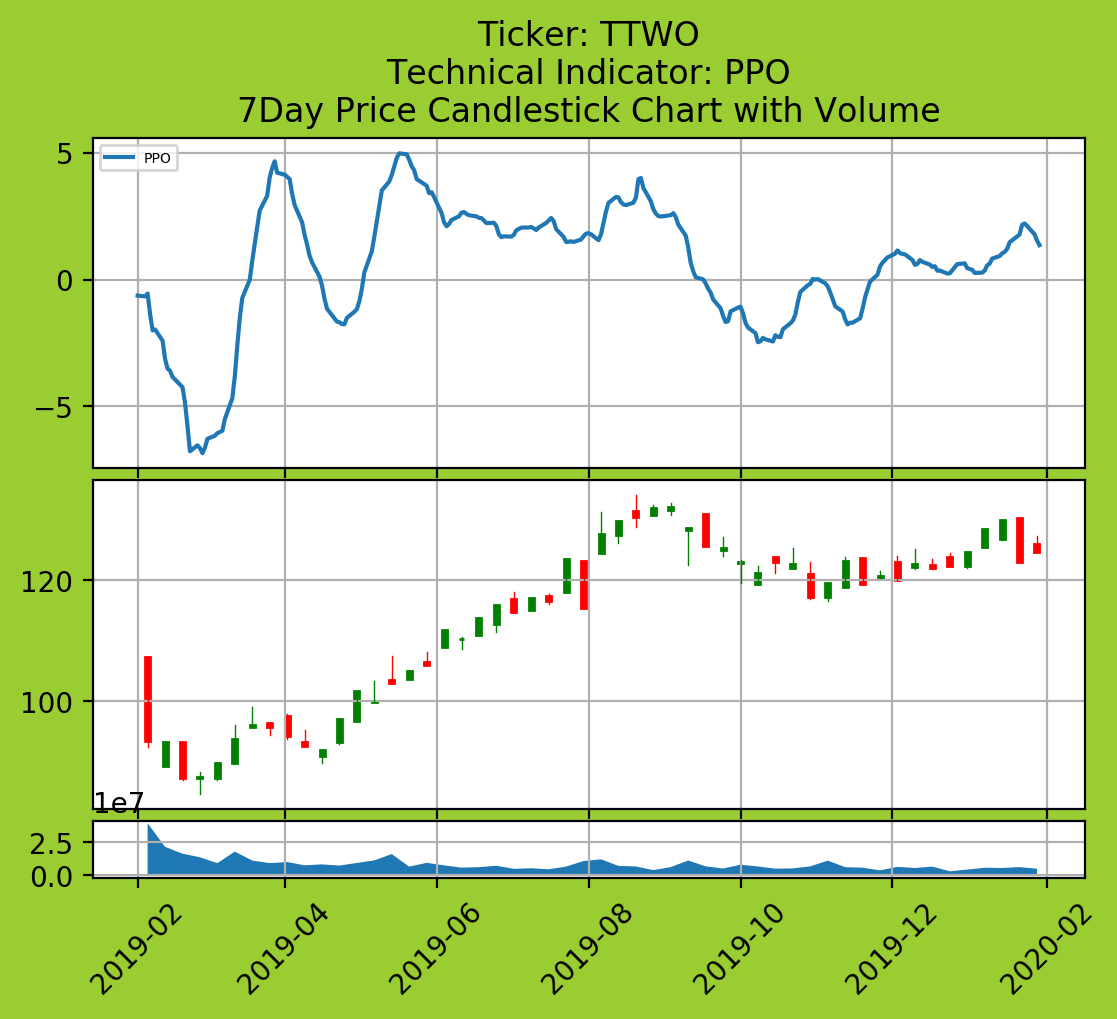 Ticker: TTWO
Technical Indicator: PPO
7Day Price Candlestick Chart with Volume
PPO
5
0
−5
120
100
1e7
2.5
0.0
2019-02
2019-04
2019-06
2019-08
2019-10
2019-12
2020-02